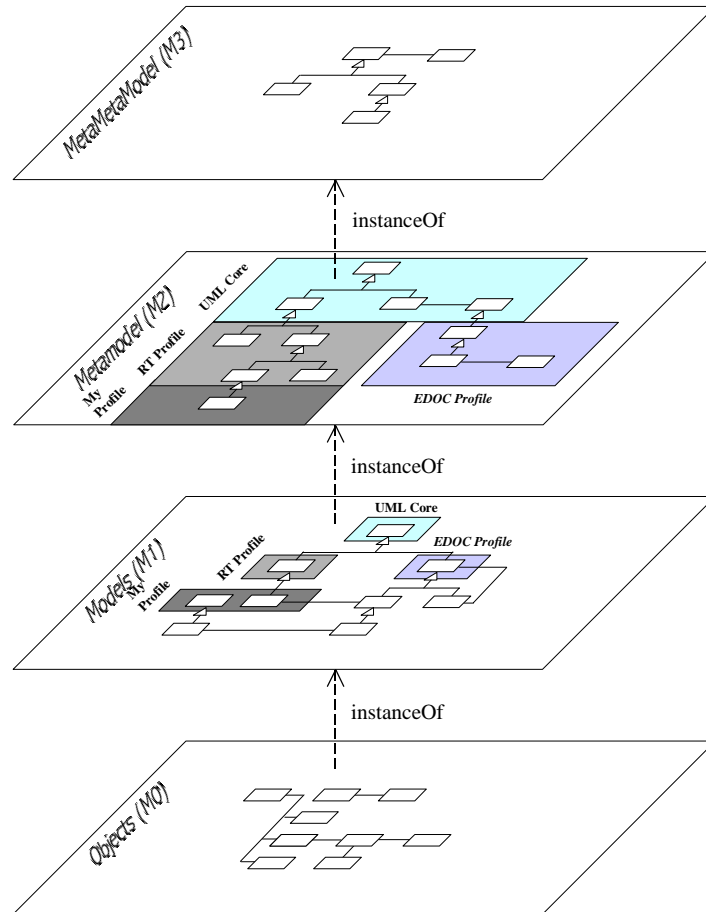 MetaMetaModel (M3)
instanceOf
Metamodel (M2)
UML Core
RT Profile
My
Profile
EDOC Profile
instanceOf
Models (M1)
UML Core
RT Profile
EDOC Profile
My
Profile
instanceOf
Objects (M0)